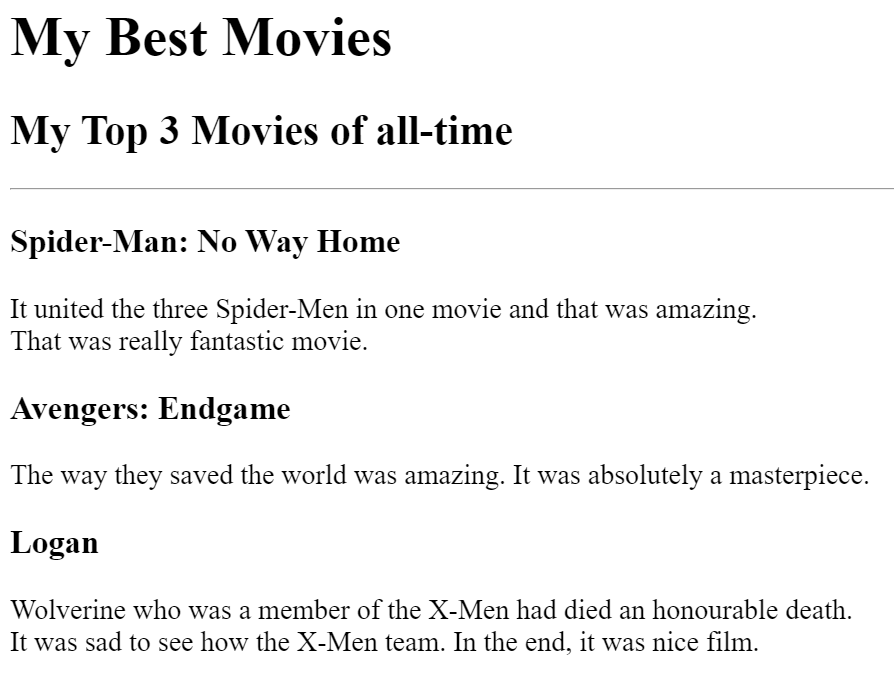 My Best Movies
My Top 3 Movies of all-time
Spider-Man: No Way Home
It united the three Spider-Men in one movie and that was amazing.
That was really fantastic movie.
Avengers: Endgame
The way they saved the world was amazing. It was absolutely a masterpiece.
Logan
Wolverine who was a member of the X-Men had died an honourable death.
It was sad to see how the X-Men team. In the end, it was nice film.